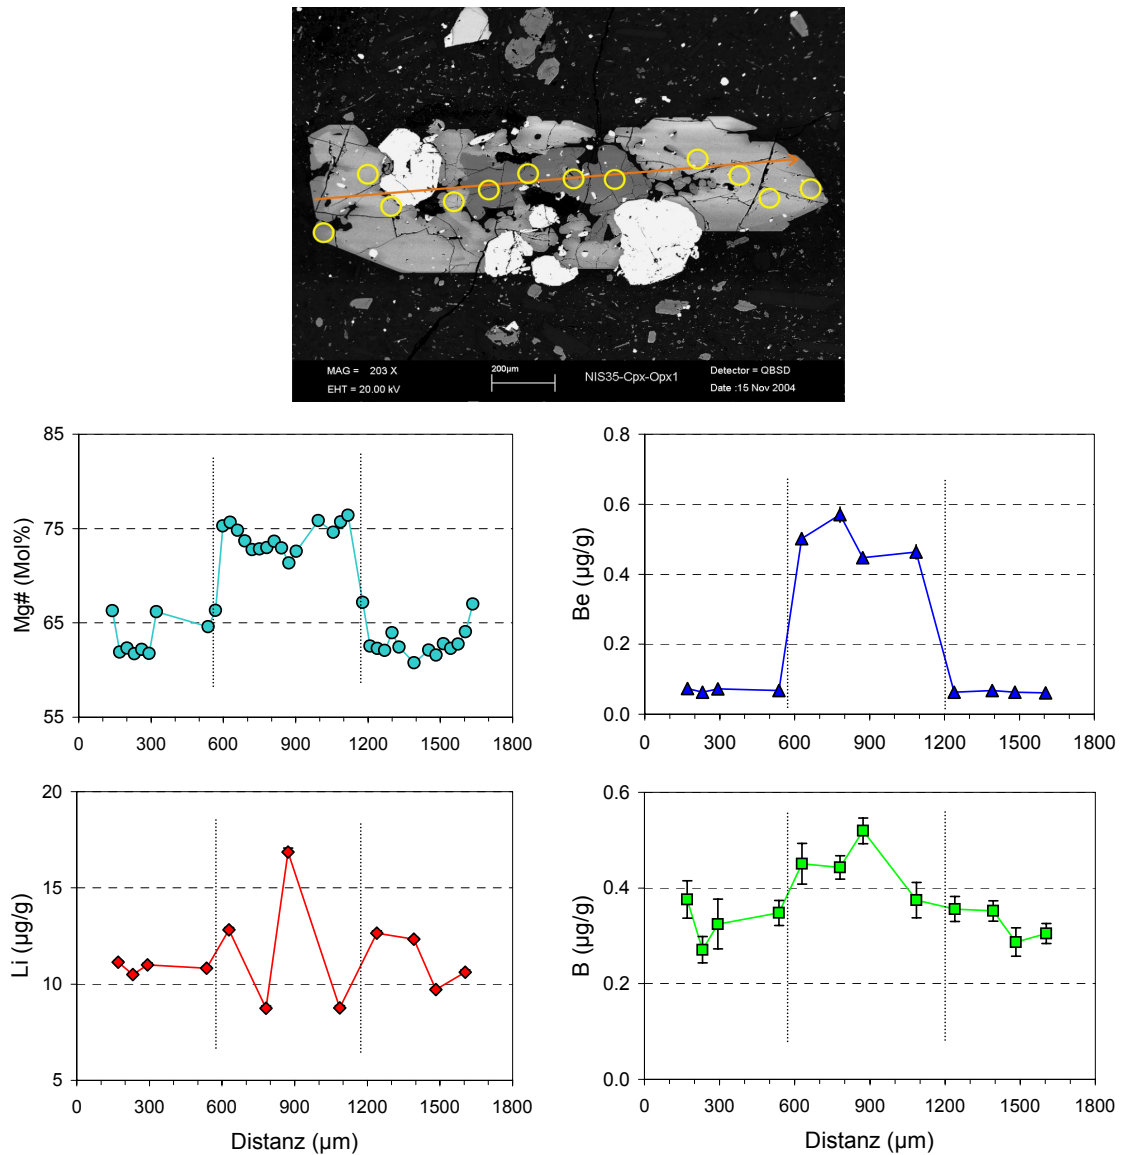 MAG = 203 X
EHT = 20.00 kV
200µm
NIS35-Cpx-Opx1
Detector = QBSD
Date :15 Nov 2004
85
75
65
55
Mg# (Mol%)
0 300 600 900 1200 1500 1800
0.8
0.6
0.4
0.2
0.0
Be (µg/g)
0 300 600 900 1200 1500 1800
20
15
10
5
Li (µg/g)
0 300 600 900 1200 1500 1800
Distanz (µm)
0.6
0.4
0.2
0.0
B (µg/g)
0 300 600 900 1200 1500 1800
Distanz (µm)